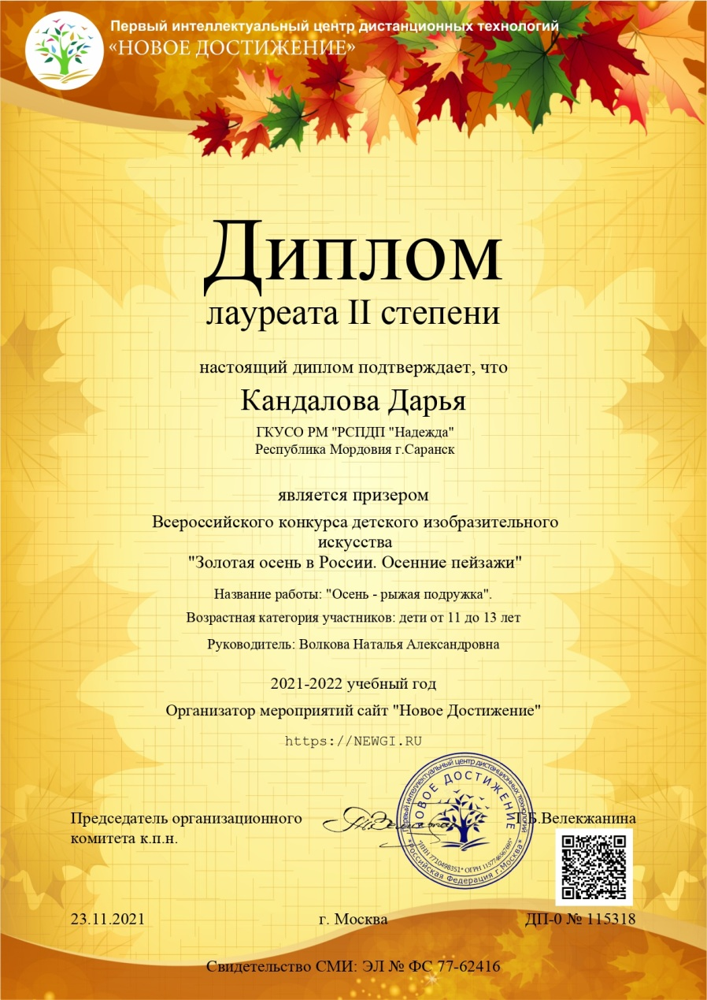 Первый интеллектуальный центр дистанционных технологий
«НОВОЕ ДОСТИЖЕНИЕ»
Диплом
лауреата II степени
настоящий диплом подтверждает, что
Кандалова Дарья
ГКУСО РМ "РСПДП "Надежда"
Республика Мордовия г.Саранск
является призером
Всероссийского конкурса детского изобразительного
искусства
"Золотая осень в России. Осенние пейзажи"
Название работы: "Осень - рыжая подружка".
Возрастная категория участников: дети от 11 до 13 лет
Руководитель: Волкова Наталья Александровна
2021-2022 учебный год
Организатор мероприятий сайт "Новое Достижение"
https://NEWGI.RU
Первый интеллектуальный центр дистанционных технологий
НОВОЕ ДОСТИЖЕНИЕ
*ИНН 7710498351* ОГРН
*Российская Федерация г.Москва*
Председатель организационного
Б.Велекжанина
комитета к.п.н.
23.11.2021
г. Москва
ДП-0 № 115318
Свидетельство СМИ: ЭЛ № ФС 77-62416